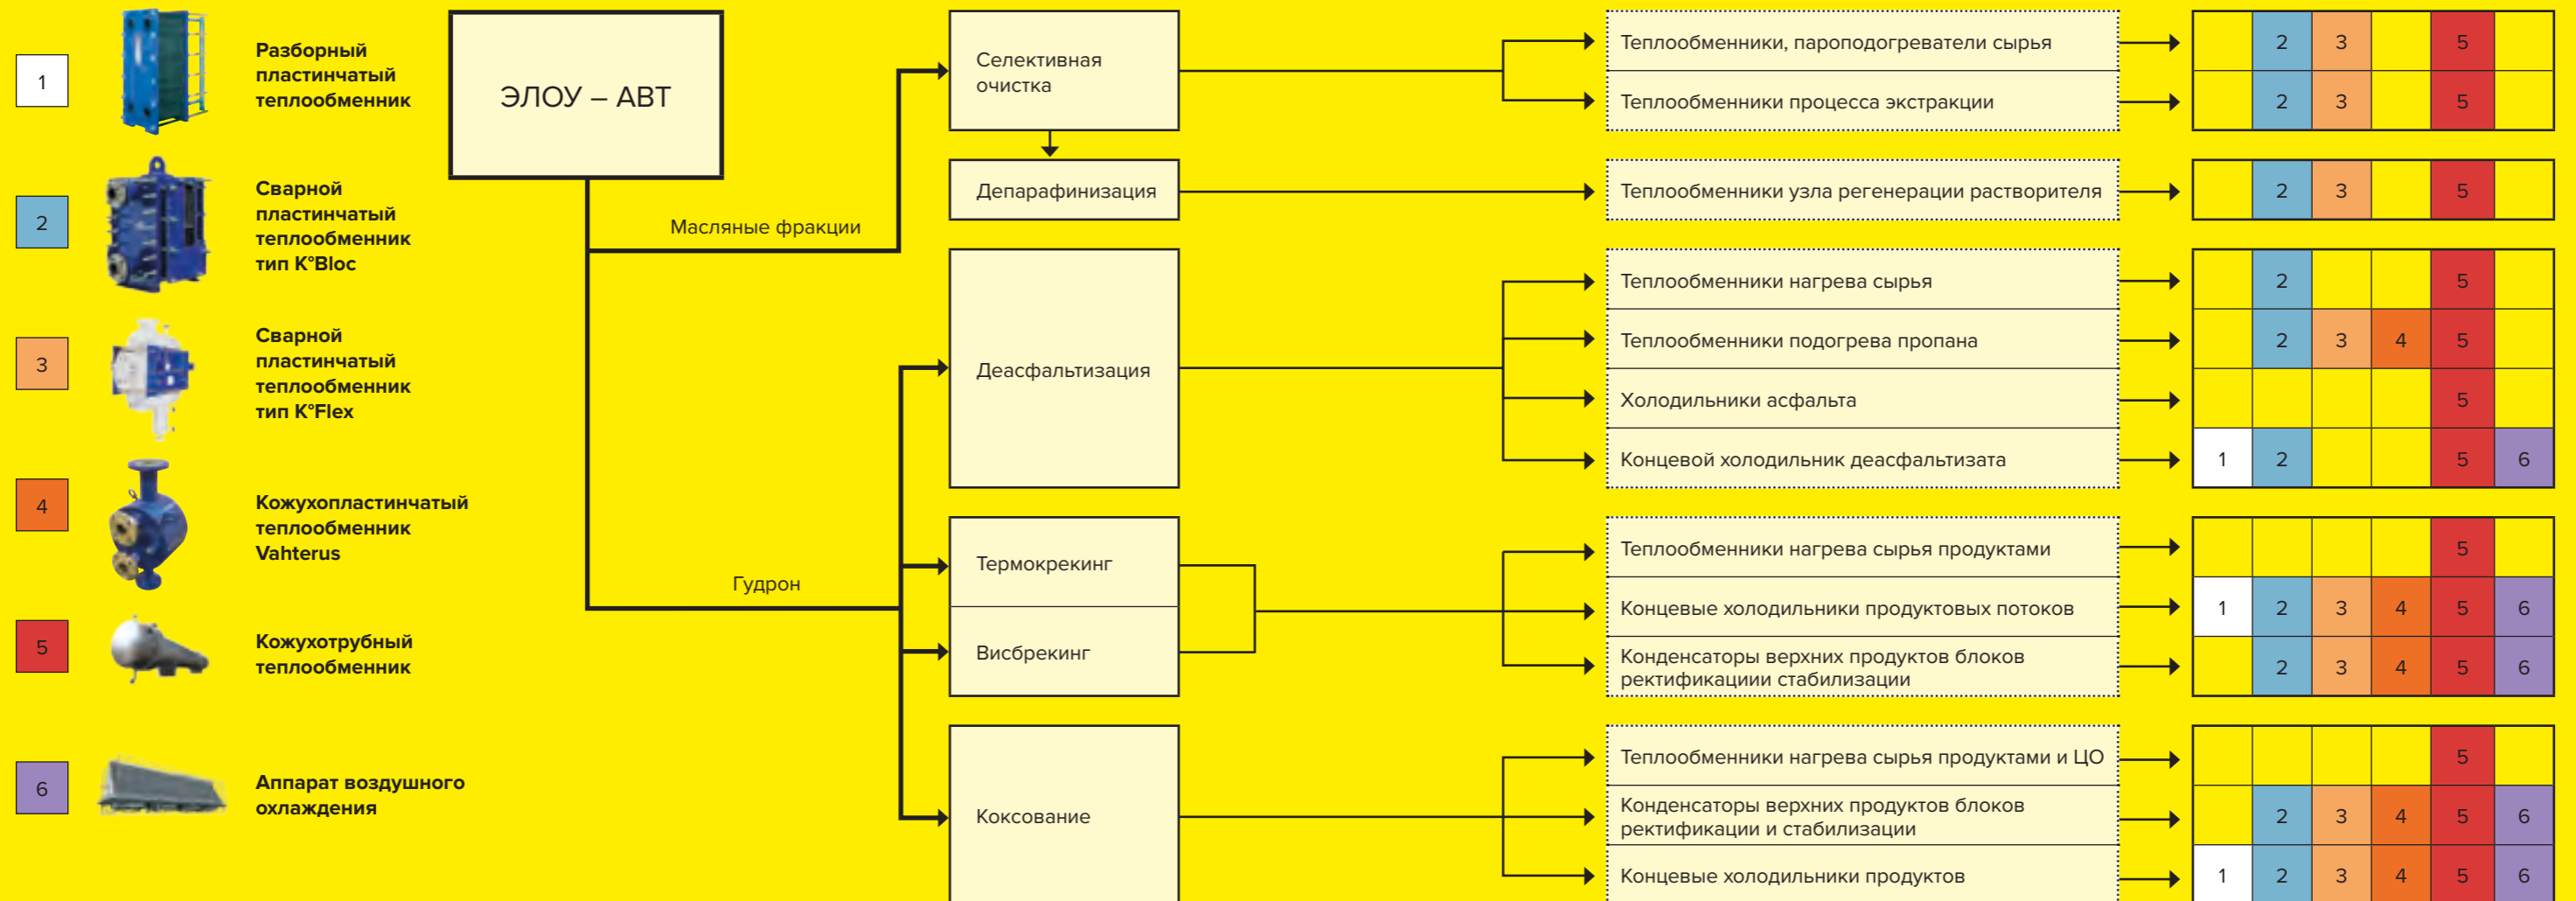 1
Разборный
пластинчатый
теплообменник
2
Сварной
пластинчатый
теплообменник
тип K°Bloc
3
Сварной
пластинчатый
теплообменник
тип K°Flex
4
Кожухопластинчатый
теплообменник
Vahterus
5
Кожухотрубный
теплообменник
6
Аппарат воздушного
охлаждения
ЭЛОУ – АВТ
Масляные фракции
Гудрон
Селективная
очистка
Депарафинизация
Деасфальтизация
Термокрекинг
Висбрекинг
Коксование
Теплообменники, пароподогреватели сырья
2 3 5
Теплообменники процесса экстракции
2 3 5
Теплообменники узла регенерации растворителя
2 3 5
Теплообменники нагрева сырья
2 5
Теплообменники подогрева пропана
2 3 4 5
Холодильники асфальта
5
Концевой холодильник деасфальтизата
1 2 5 6
Теплообменники нагрева сырья продуктами
5
Концевые холодильники продуктовых потоков
1 2 3 4 5 6
Конденсаторы верхних продуктов блоков
ректификациии стабилизации
2 3 4 5 6
Теплообменники нагрева сырья продуктами и ЦО
5
Конденсаторы верхних продуктов блоков
ректификации и стабилизации
2 3 4 5 6
Концевые холодильники продуктов
1 2 3 4 5 6